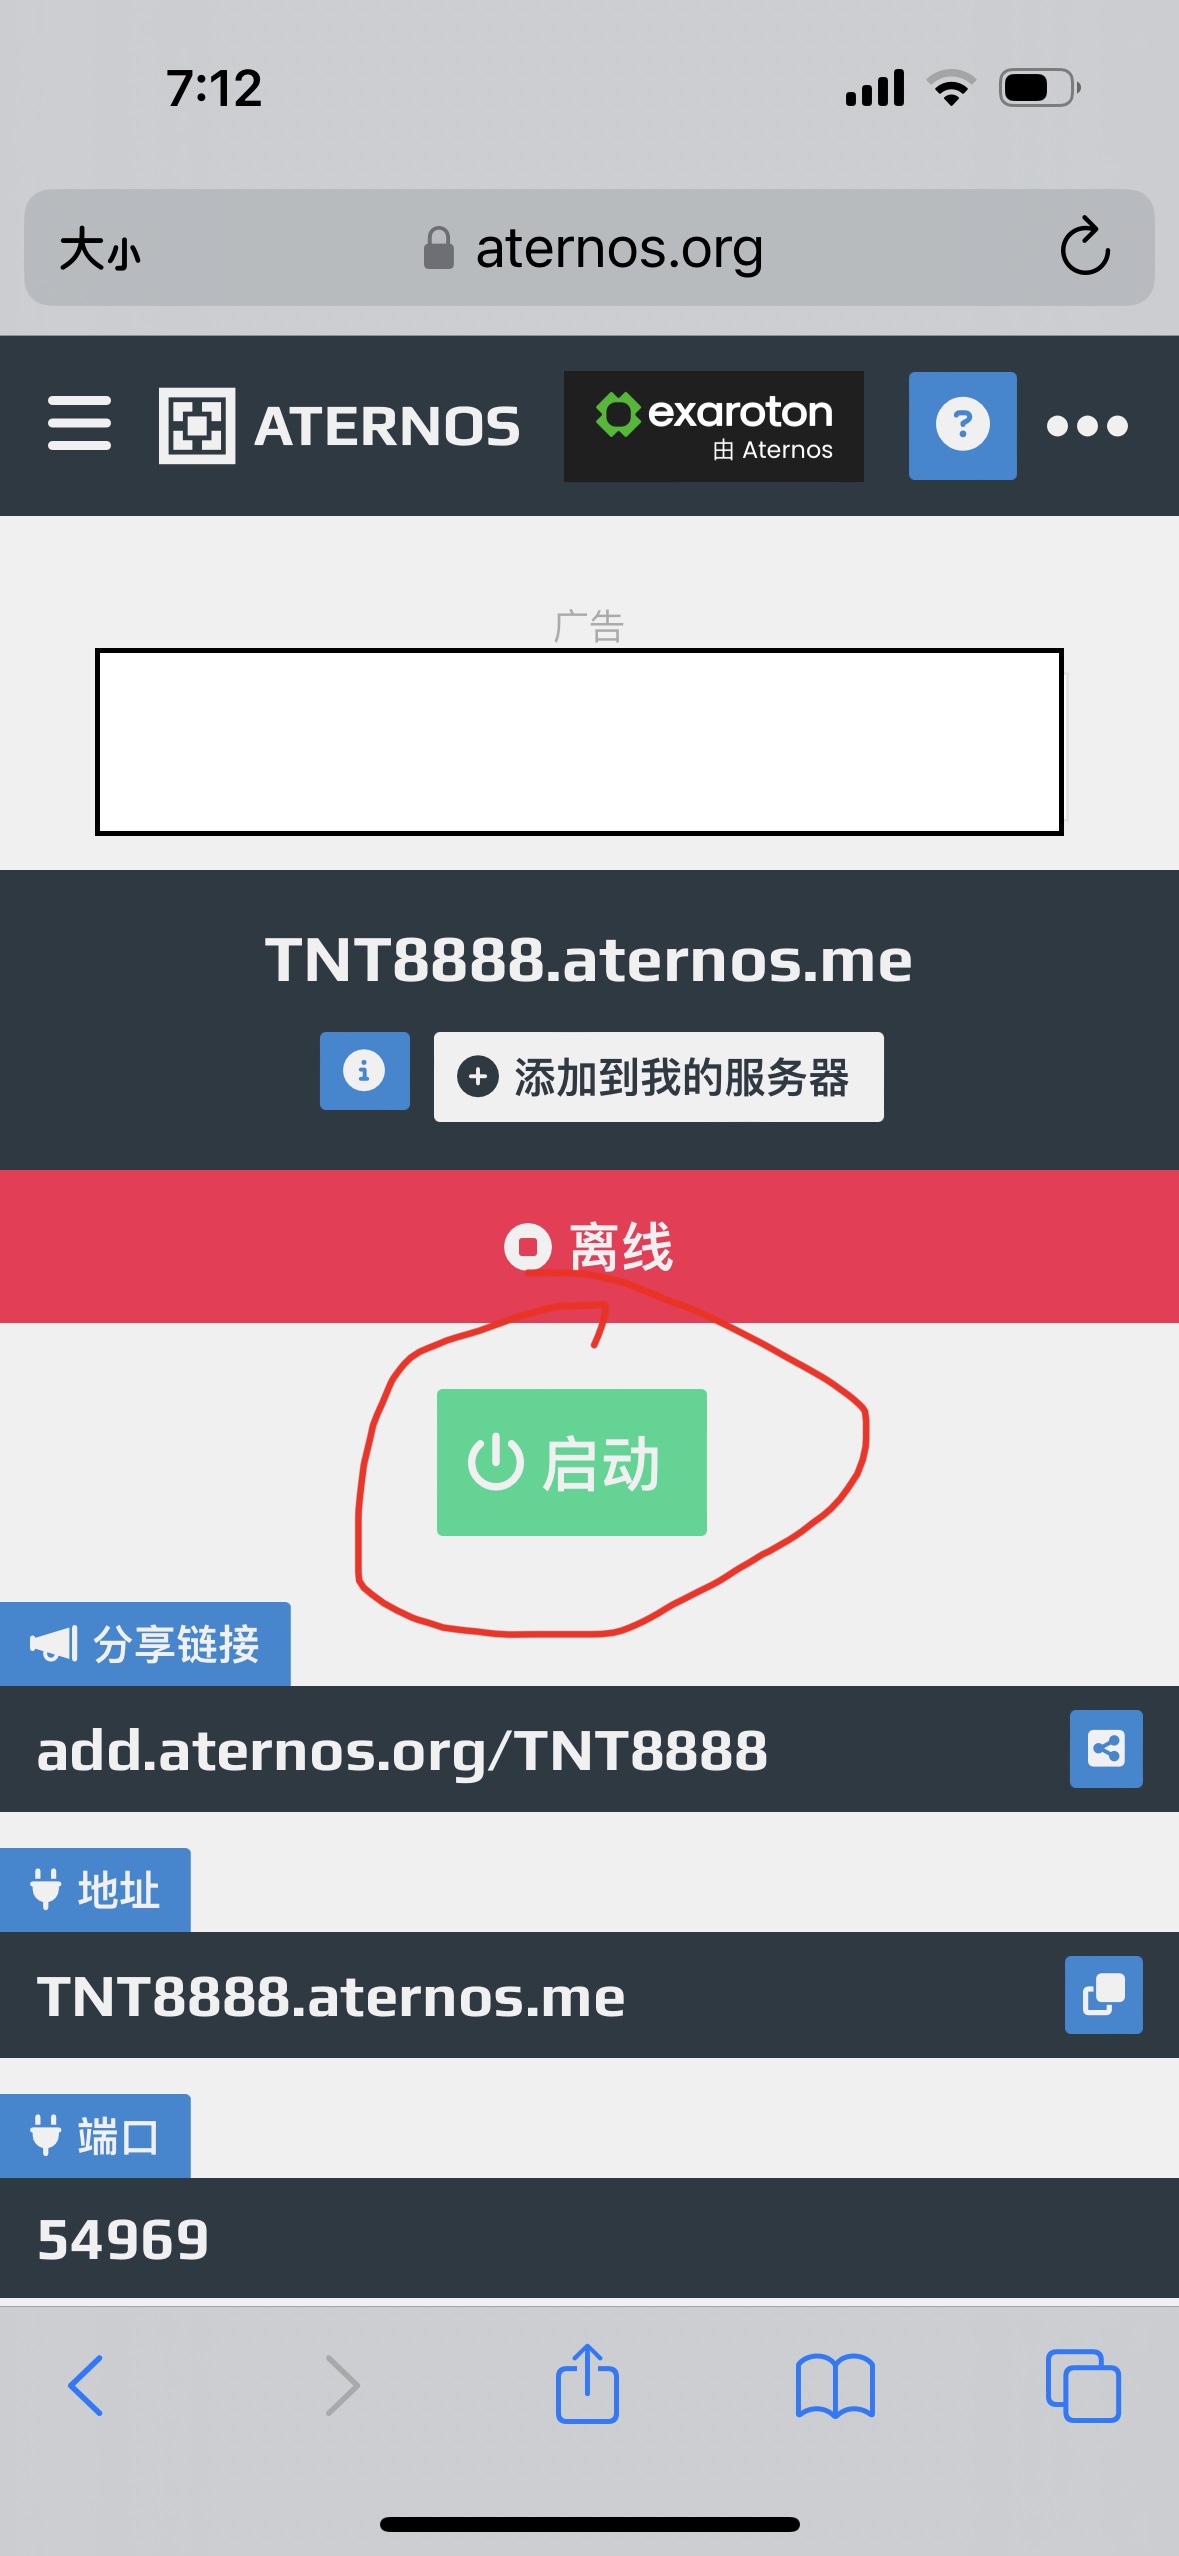 7:12
大小
aternos.org
ATERNOS
exaroton
由 Aternos
?
广告
TNT8888.aternos.me
添加到我的服务器
离线
启动
分享链接
add.aternos.org/TNT8888
地址
TNT8888.aternos.me
端口
54969